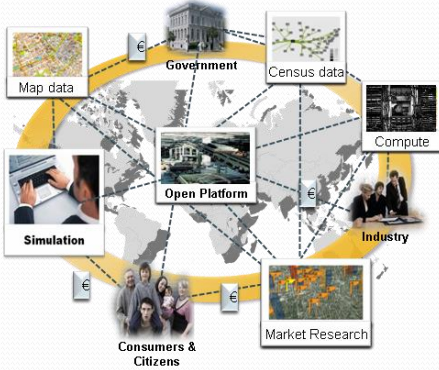 €
Government
Census data
Map data
Compute
Open Platform
Simulation
€
Industry
€
€
Market Research
Consumers &
Citizens